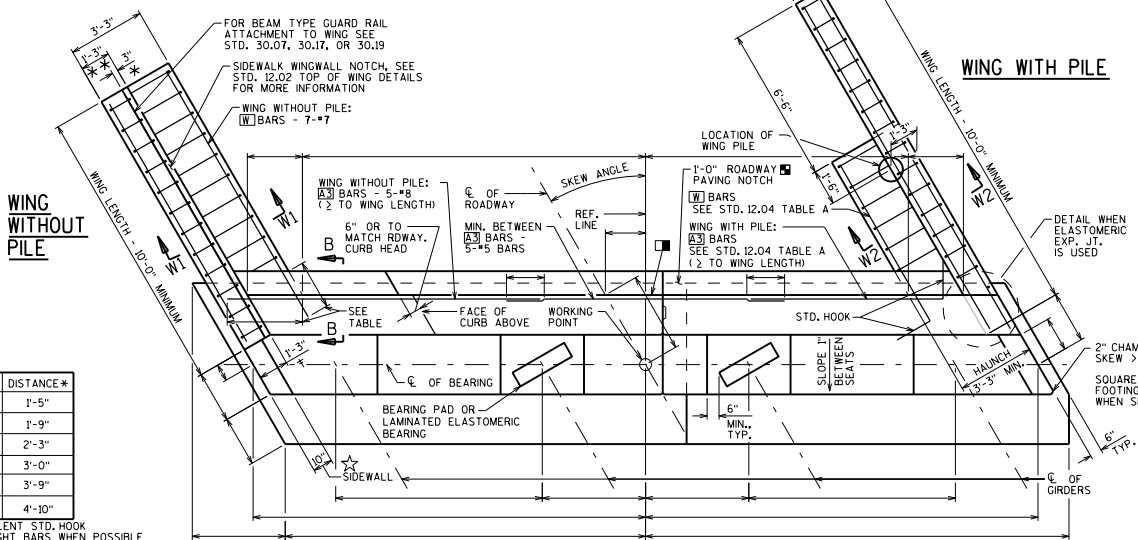 3'-3"
1'-3"
3"
**
*
FOR BEAM TYPE GUARD RAIL
ATTACHMENT TO WING SEE
STD. 30.07, 30.17, OR 30.19
SIDEWALK WINGWALL NOTCH, SEE
STD. 12.02 TOP OF WING DETAILS
FOR MORE INFORMATION
WING WITHOUT PILE:
W BARS - 7-#7
WING WITH PILE
WING LENGTH - 10'-0" MINIMUM
6'-6"
1'-3"
LOCATION OF
WING PILE
1'-6"
WING
WITHOUT
PILE
WING LENGTH - 10'-0" MINIMUM
W1
W1
WING WITHOUT PILE:
A3 BARS - 5-#8
(≥ TO WING LENGTH)
6" OR TO
MATCH RDWAY.
CURB HEAD
B
B
℄ OF
ROADWAY
SKEW ANGLE
REF.
LINE
MIN. BETWEEN
A3 BARS -
5-#5 BARS
1'-0" ROADWAY
PAVING NOTCH
W BARS
SEE STD. 12.04 TABLE A
WING WITH PILE:
A3 BARS
SEE STD. 12.04 TABLE A
(≥ TO WING LENGTH)
W2
W2
DETAIL WHEN
ELASTOMERIC
EXP. JT.
IS USED
SEE
TABLE
FACE OF
CURB ABOVE
WORKING
POINT
STD. HOOK
1'-3"
±
℄ OF BEARING
BEARING PAD OR
LAMINATED ELASTOMERIC
BEARING
6"
MIN.,
TYP.
SLOPE 1"
BETWEEN
SEATS
HAUNCH
3'-3" MIN.
2" CHAM
SKEW >
SQUARE
FOOTING
WHEN S
6"
TYP.
10"
☆
SIDEWALL
℄ OF
GIRDERS
DISTANCE*
1'-5"
1'-9"
2'-3"
3'-0"
3'-9"
4'-10"
LENT STD. HOOK
GHT BARS WHEN POSSIBLE